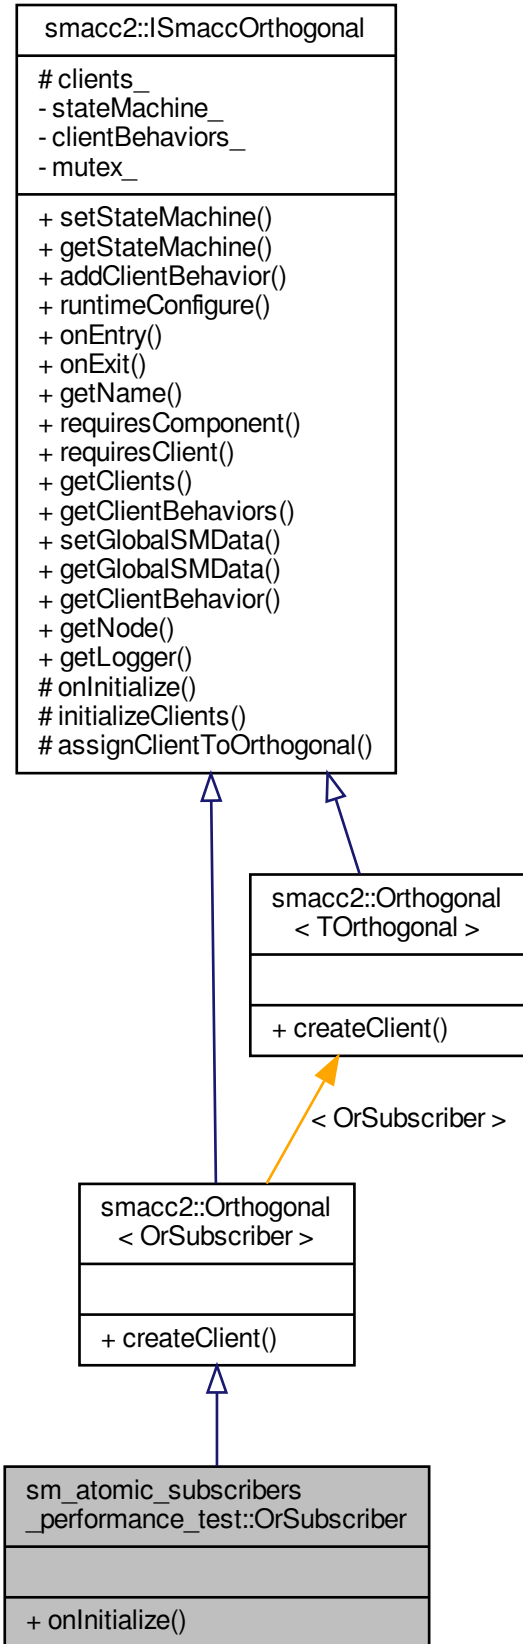 smacc2::ISmaccOrthogonal
# clients_
- stateMachine_
- clientBehaviors_
- mutex_
+ setStateMachine()
+ getStateMachine()
+ addClientBehavior()
+ runtimeConfigure()
+ onEntry()
+ onExit()
+ getName()
+ requiresComponent()
+ requiresClient()
+ getClients()
+ getClientBehaviors()
+ setGlobalSMData()
+ getGlobalSMData()
+ getClientBehavior()
+ getNode()
+ getLogger()
# onInitialize()
# initializeClients()
# assignClientToOrthogonal()
smacc2::Orthogonal
< TOrthogonal >
+ createClient()
< OrSubscriber >
smacc2::Orthogonal
< OrSubscriber >
+ createClient()
sm_atomic_subscribers
_performance_test::OrSubscriber
+ onInitialize()